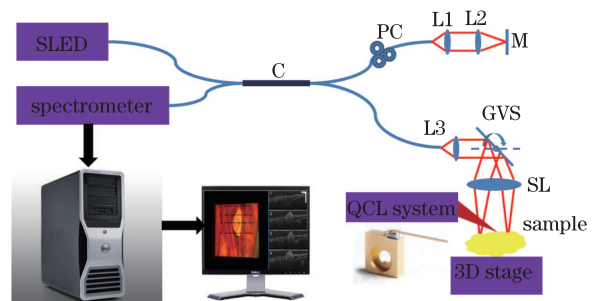 SLED
spectrometer
C
PC
L1
L2
M
L3
GVS
SL
QCL system
sample
3D stage